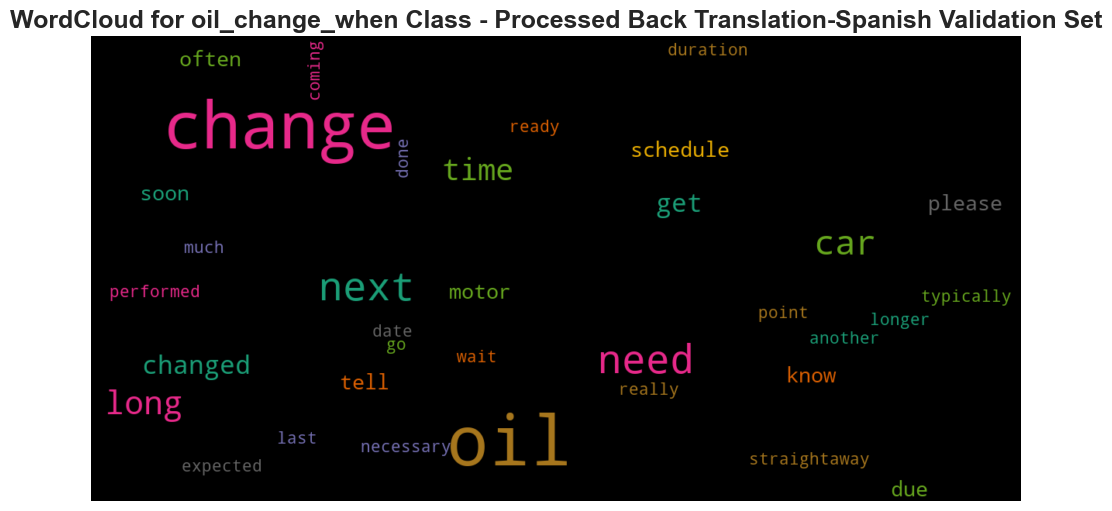 WordCloud for oil_change_when Class - Processed Back Translation-Spanish Validation Set
often
coming
duration
change
ready
done
schedule
time
soon
get
please
much
car
next
motor
performed
typically
point
longer
date
another
go
wait
changed
need
tell
know
really
long
oil
last
necessary
expected
straightaway
due